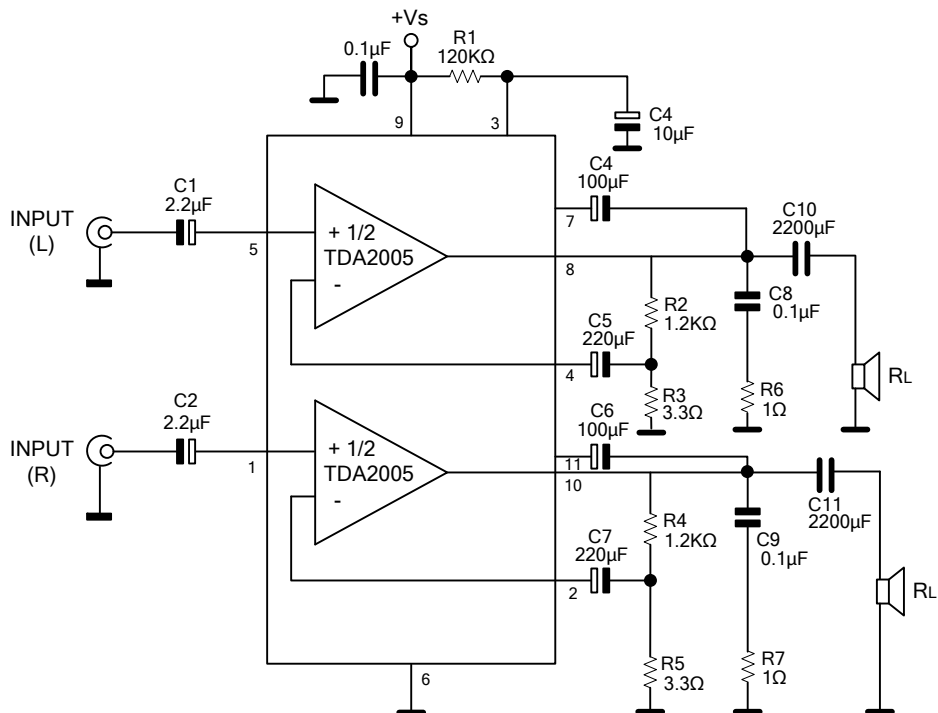 +Vs
0.1µF
R1
120KΩ
9
3
C4
10µF
C1
2.2µF
INPUT
(L)
5
+ 1/2
TDA2005
-
C4
100µF
7
8
C10
2200µF
R2
1.2KΩ
C8
0.1µF
C5
220µF
4
R3
3.3Ω
R6
1Ω
RL
C2
2.2µF
INPUT
(R)
1
+ 1/2
TDA2005
-
C6
100µF
11
10
C11
2200µF
R4
1.2KΩ
C9
0.1µF
C7
220µF
2
R5
3.3Ω
R7
1Ω
RL
6